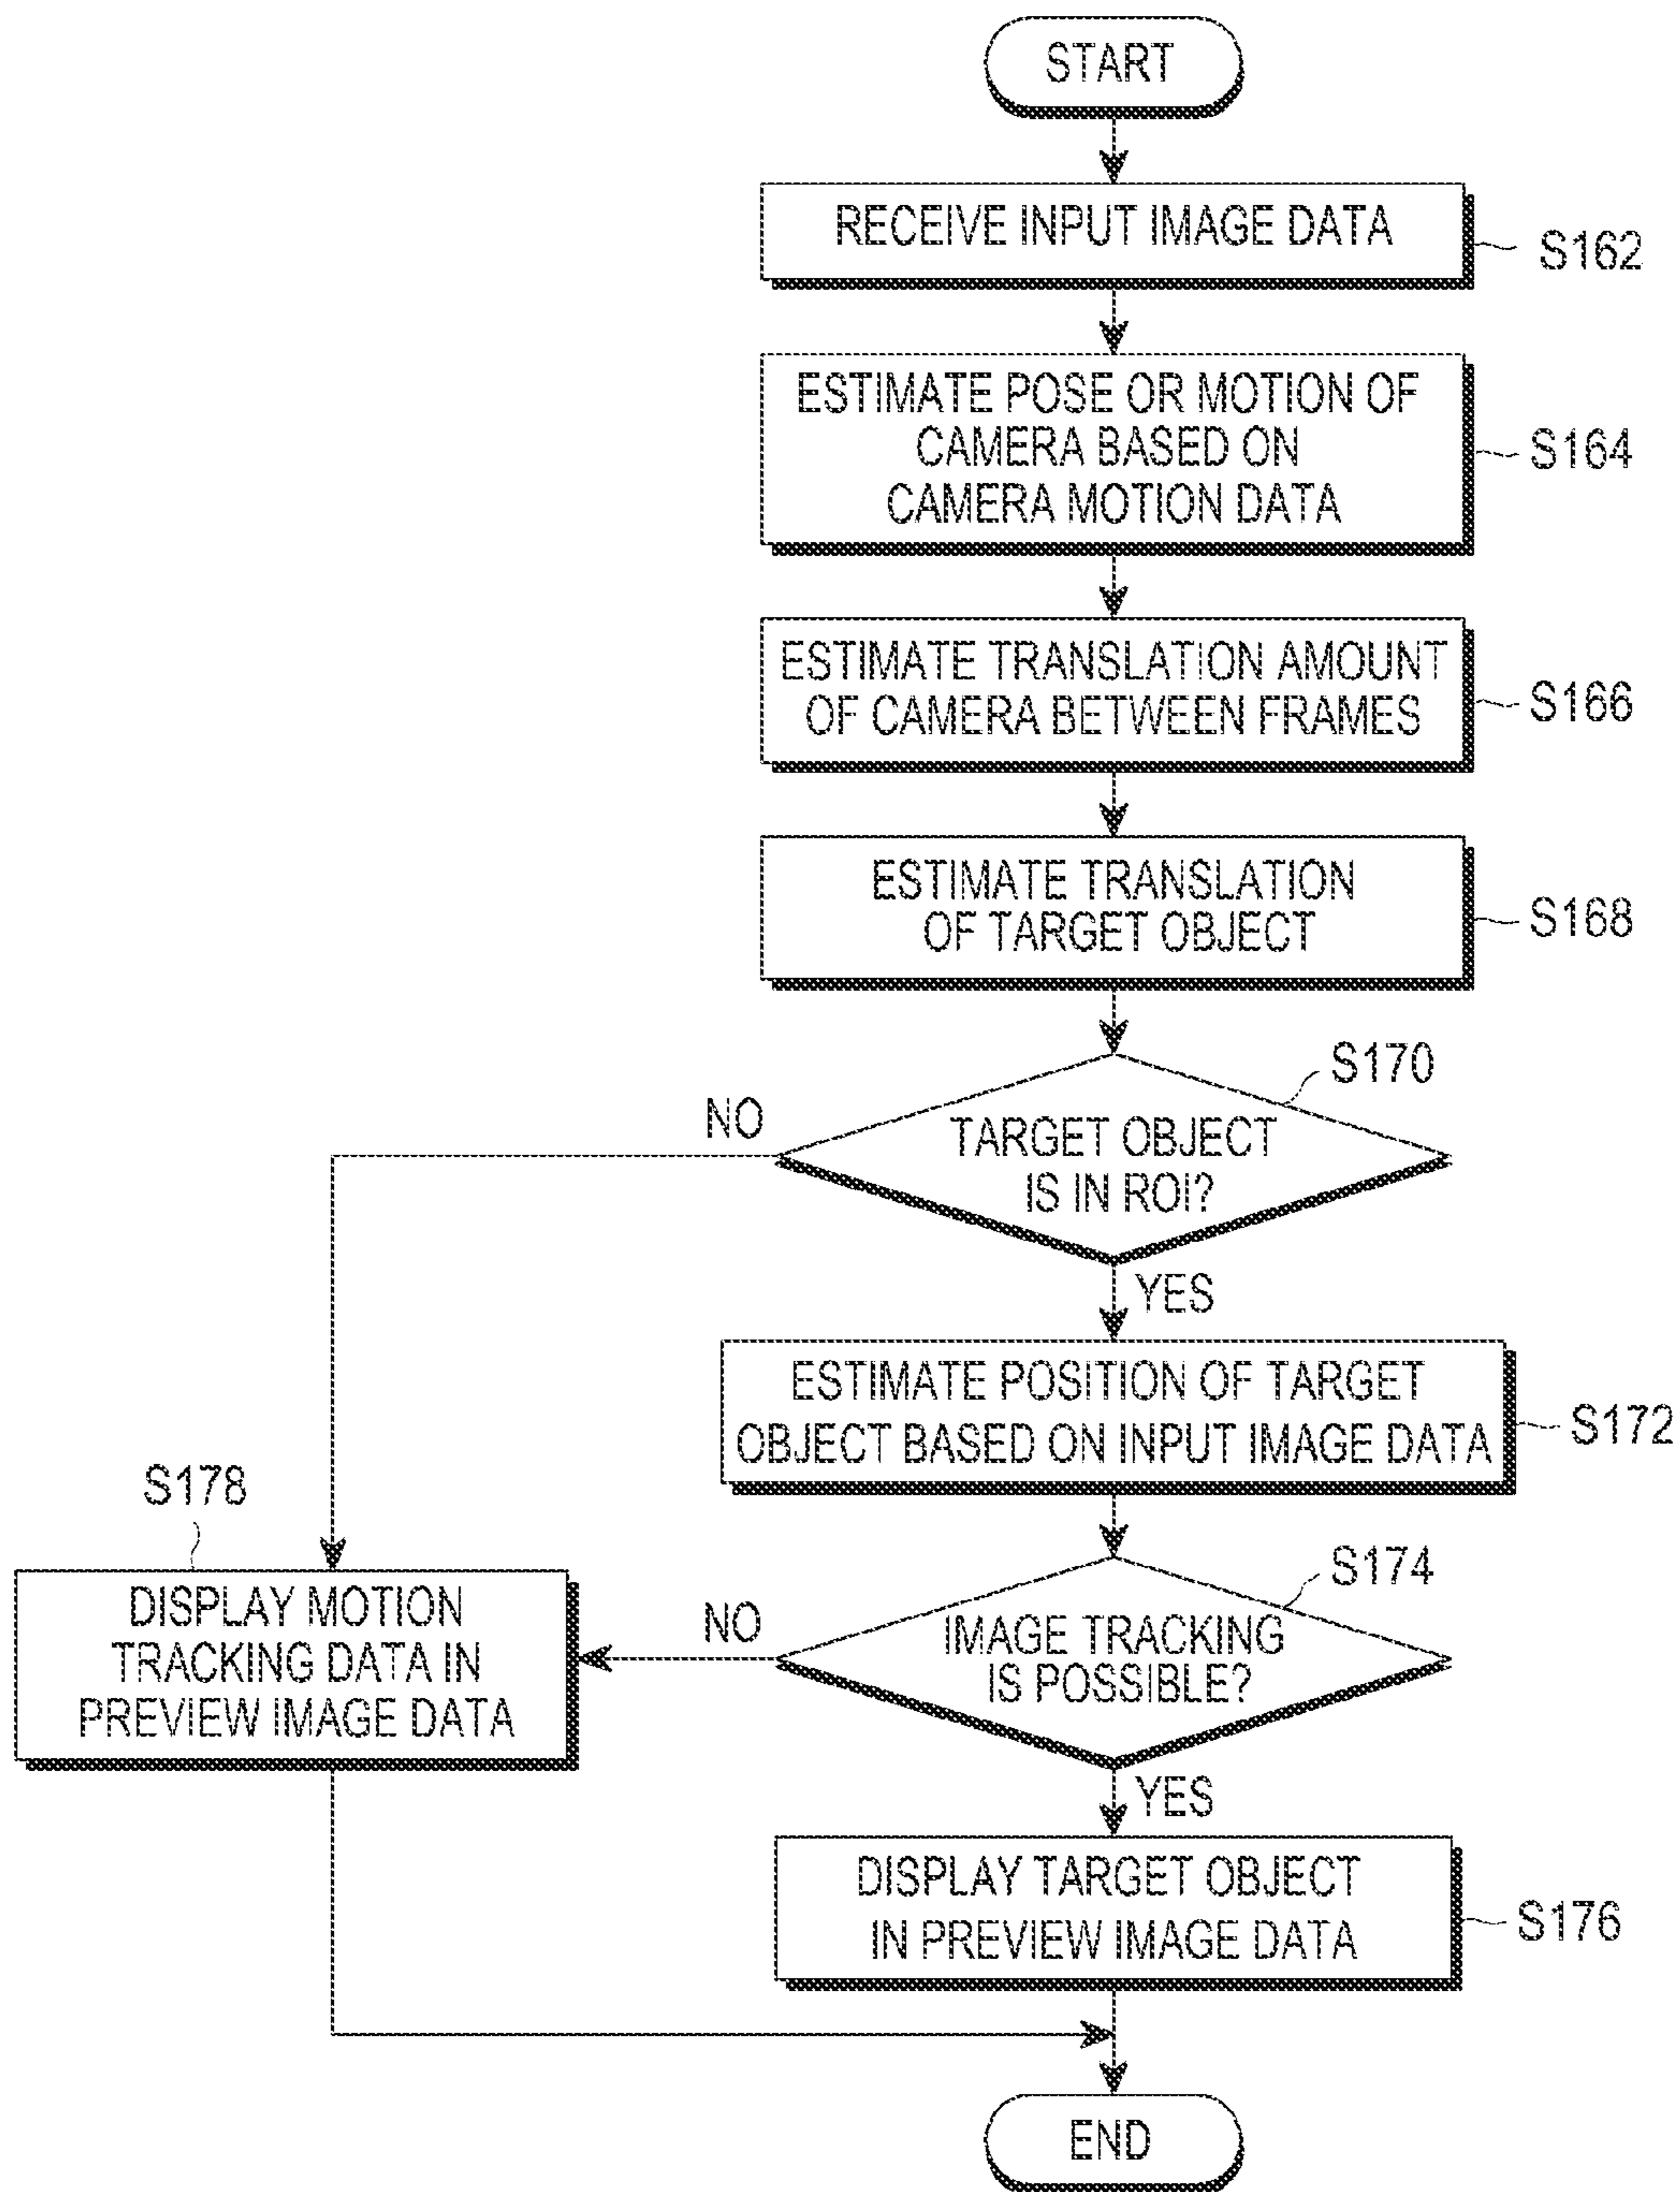 START
RECEIVE INPUT IMAGE DATA
S162
ESTIMATE POSE OR MOTION OF
CAMERA BASED ON
CAMERA MOTION DATA
S164
ESTIMATE TRANSLATION AMOUNT
OF CAMERA BETWEEN FRAMES
S166
ESTIMATE TRANSLATION
OF TARGET OBJECT
S168
S170
NO
TARGET OBJECT
IS IN ROI?
YES
ESTIMATE POSITION OF TARGET
OBJECT BASED ON INPUT IMAGE DATA
S172
S178
DISPLAY MOTION
TRACKING DATA IN
PREVIEW IMAGE DATA
S174
NO
IMAGE TRACKING
IS POSSIBLE?
YES
DISPLAY TARGET OBJECT
IN PREVIEW IMAGE DATA
S176
END